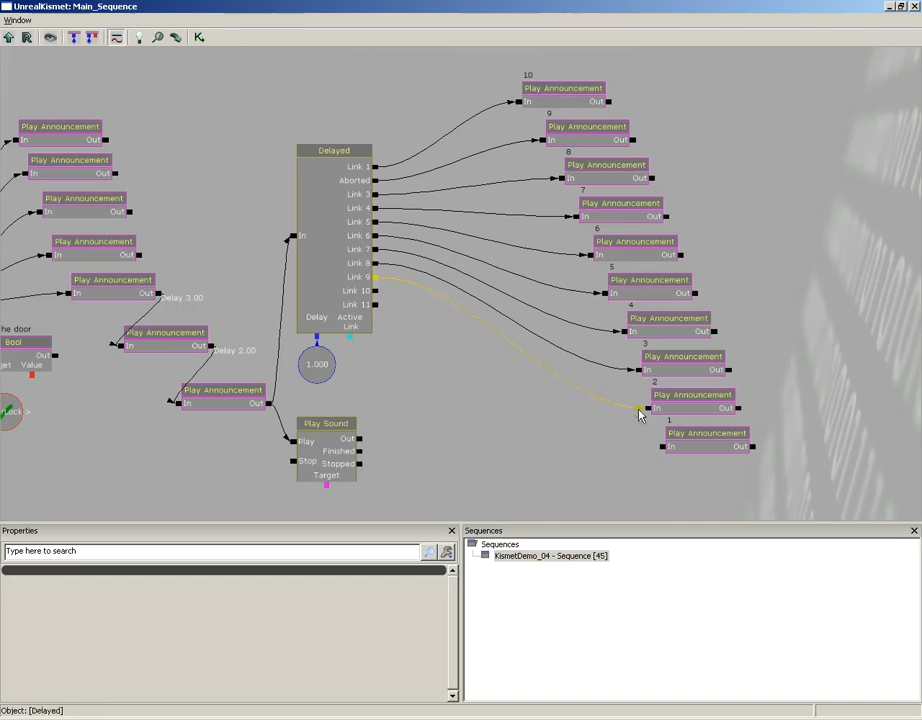 UnrealKismet: Main_Sequence
Window
10
Play Announcement
In Out
9
Play Announcement
In Out
8
Play Announcement
In Out
7
Play Announcement
In Out
6
Play Announcement
In Out
5
Play Announcement
In Out
4
Play Announcement
In Out
3
Play Announcement
In Out
2
Play Announcement
In Out
1
Play Announcement
In Out
Delayed
Link 1
Aborted
Link 3
Link 4
Link 5
In Link 6
Link 7
Link 8
Link 9
Link 10
Link 11
Delay Active
Link
1.000
Play Announcement
In Out
Play Announcement
In Out
Play Announcement
In Out
Play Announcement
In Out
Play Announcement
In Out
Delay 3.00
Play Announcement
In Out
Delay 2.00
Play Announcement
In Out
he door
Bool
Out
get Value
Lock >
Play Sound
Play Out
Finished
Stop Stopped
Target
Properties
Type here to search
Sequences
Sequences
KismetDemo_04 - Sequence [45]
Object: [Delayed]